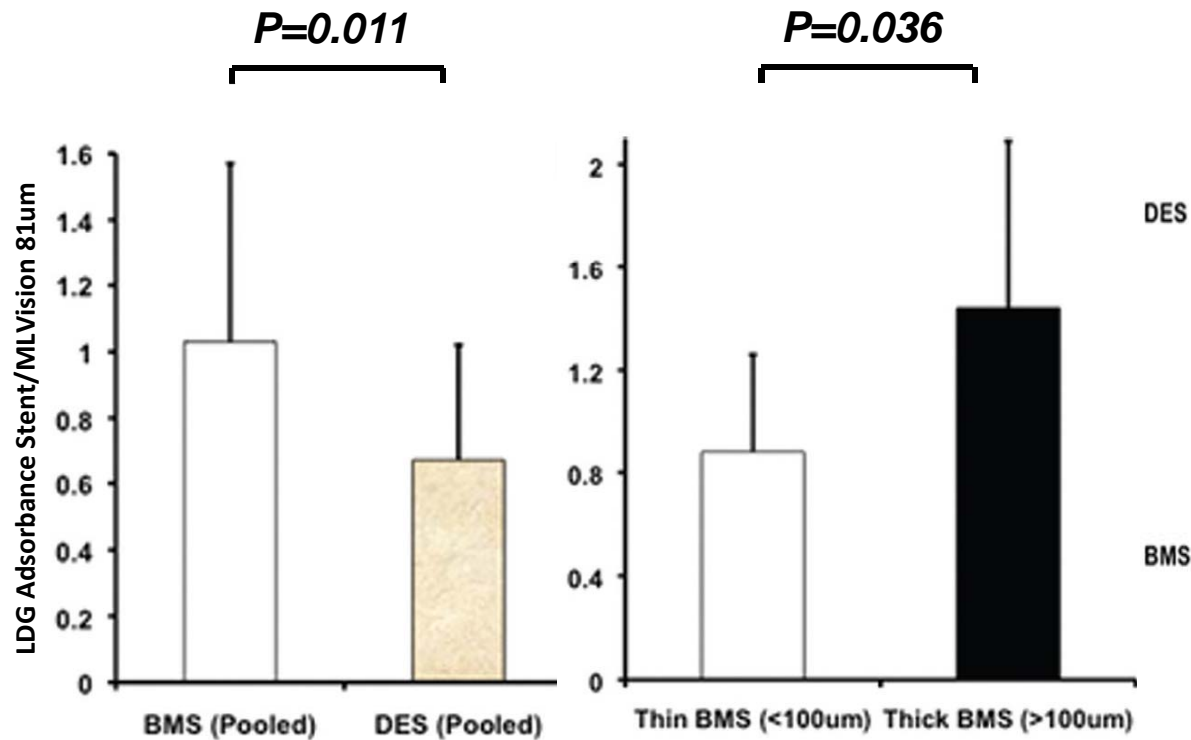 P=0.011
P=0.036
LDG Adsorbance Stent/MLVision 81um
1.6
1.4
1.2
1
0.8
0.6
0.4
0.2
0
BMS (Pooled)
DES (Pooled)
2
1.6
1.2
0.8
0.4
0
Thin BMS (<100um)
Thick BMS (>100um)
DES
BMS